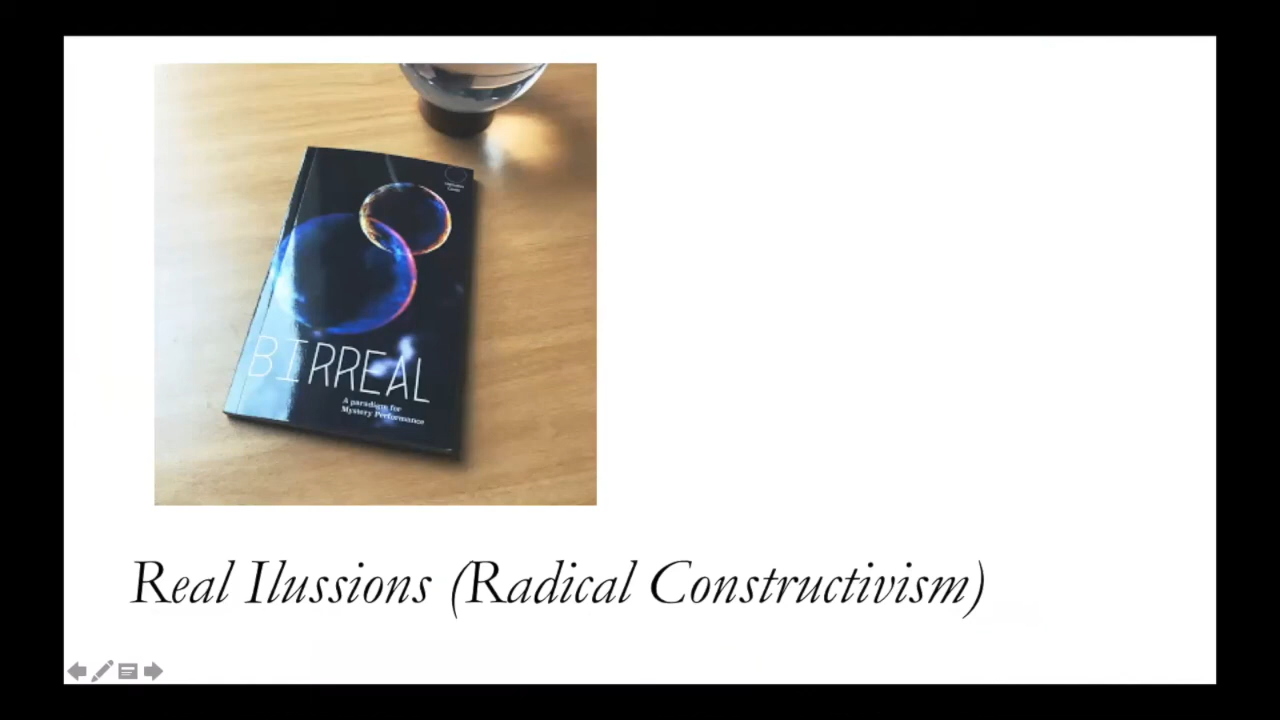 BIRREAL
A paradigm for
Mystery Performance
Real Ilussions (Radical Constructivism)